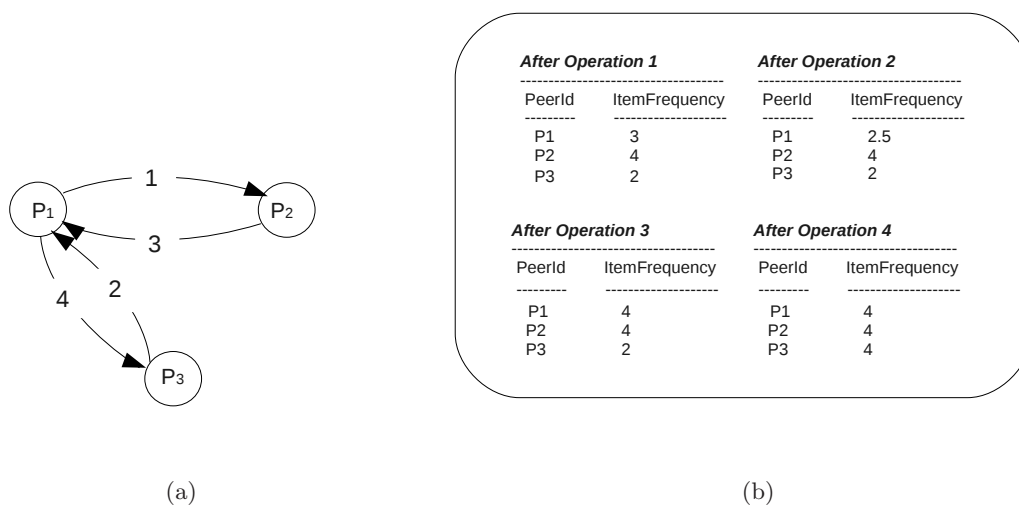 1
P1
P2
3
4
2
P3
(a)
After Operation 1
---------------------------------------
PeerId ItemFrequency
--------- --------------------
P1 3
P2 4
P3 2
After Operation 2
---------------------------------------
PeerId ItemFrequency
--------- --------------------
P1 2.5
P2 4
P3 2
After Operation 3
---------------------------------------
PeerId ItemFrequency
--------- --------------------
P1 4
P2 4
P3 2
After Operation 4
---------------------------------------
PeerId ItemFrequency
--------- --------------------
P1 4
P2 4
P3 4
(b)